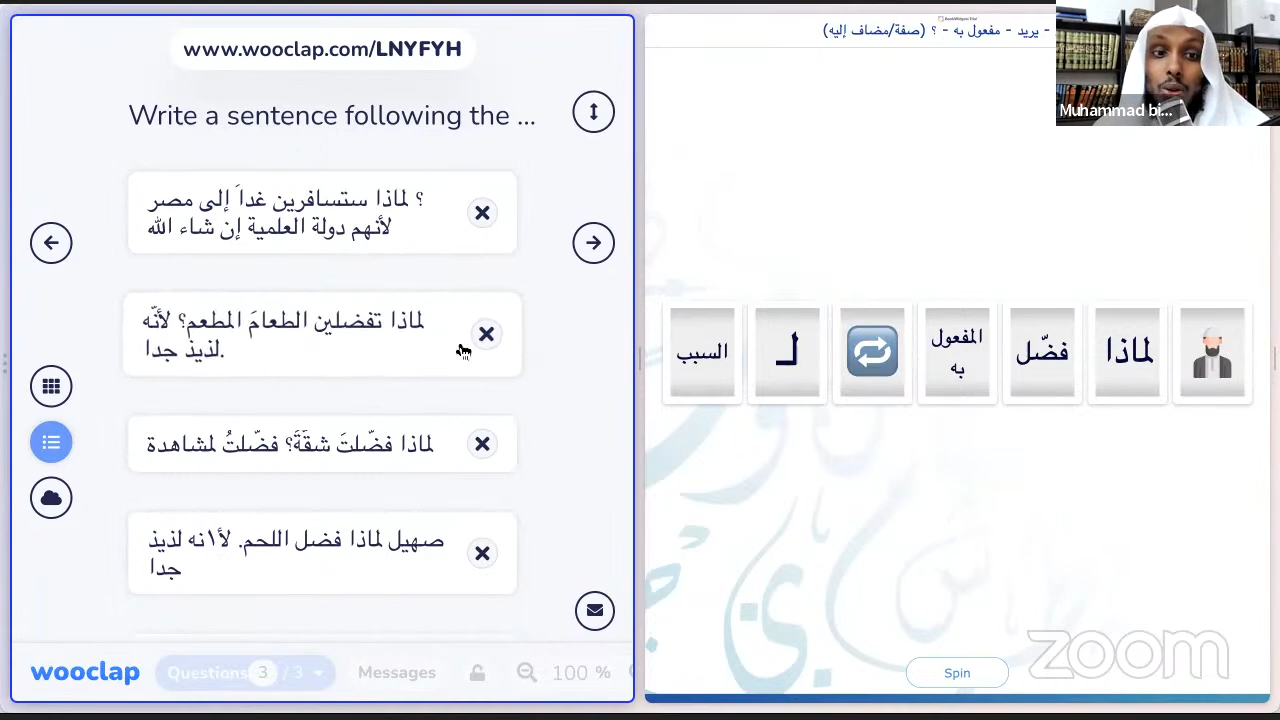 www.wooclap.com/LNYFYH
Write a sentence following the ...
؟ لماذا ستسافرين غداَ إلى مصر
لأنهم دولة العلمية إن شاء الله
لماذا تفضلين الطعامَ المطعم؟ لأنّه
لذيذ جدا.
لماذا فضّلتَ شقّةً؟ فضّلتُ لمشاهدة
صهيل لماذا فضل اللحم. لأ١نه لذيذ
جدا
wooclap
Questions 3 / 3
Messages
100 %
- يريد - مفعول به - ؟ (صفة/مضاف إليه)
Muhammad bi...
لماذا
فضّل
المفعول
به
لـ
السبب
Spin
zoom